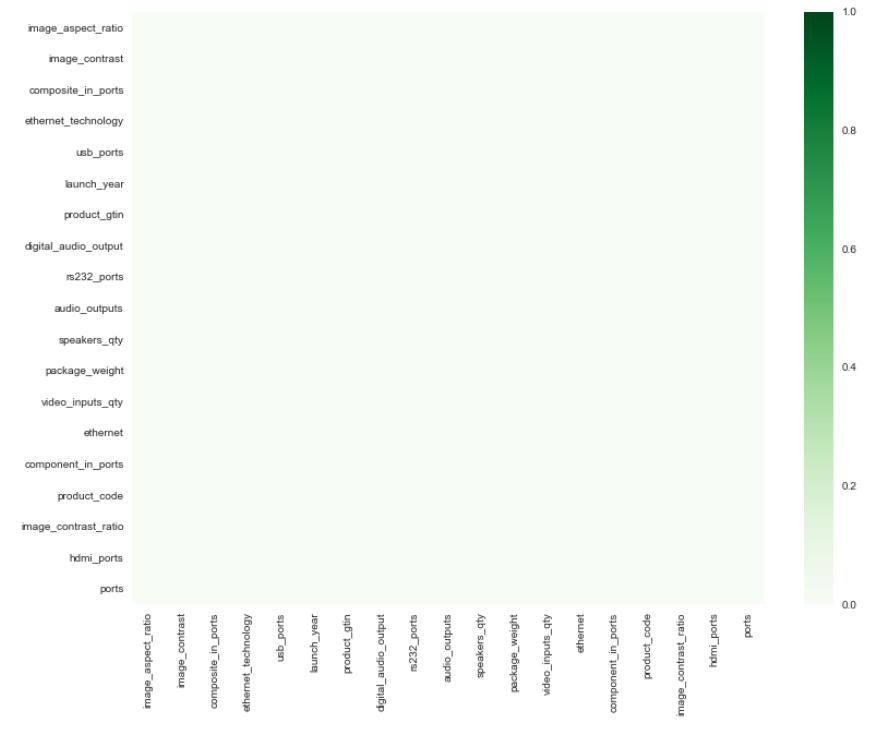 image_aspect_ratio
image_contrast
composite_in_ports
ethernet_technology
usb_ports
launch_year
product_gtin
digital_audio_output
rs232_ports
audio_outputs
speakers_qty
package_weight
video_inputs_qty
ethernet
component_in_ports
product_code
image_contrast_ratio
hdmi_ports
ports
image_aspect_ratio
image_contrast
composite_in_ports
ethernet_technology
usb_ports
launch_year
product_gtin
digital_audio_output
rs232_ports
audio_outputs
speakers_qty
package_weight
video_inputs_qty
ethernet
component_in_ports
product_code
image_contrast_ratio
hdmi_ports
ports
1.0
0.8
0.6
0.4
0.2
0.0